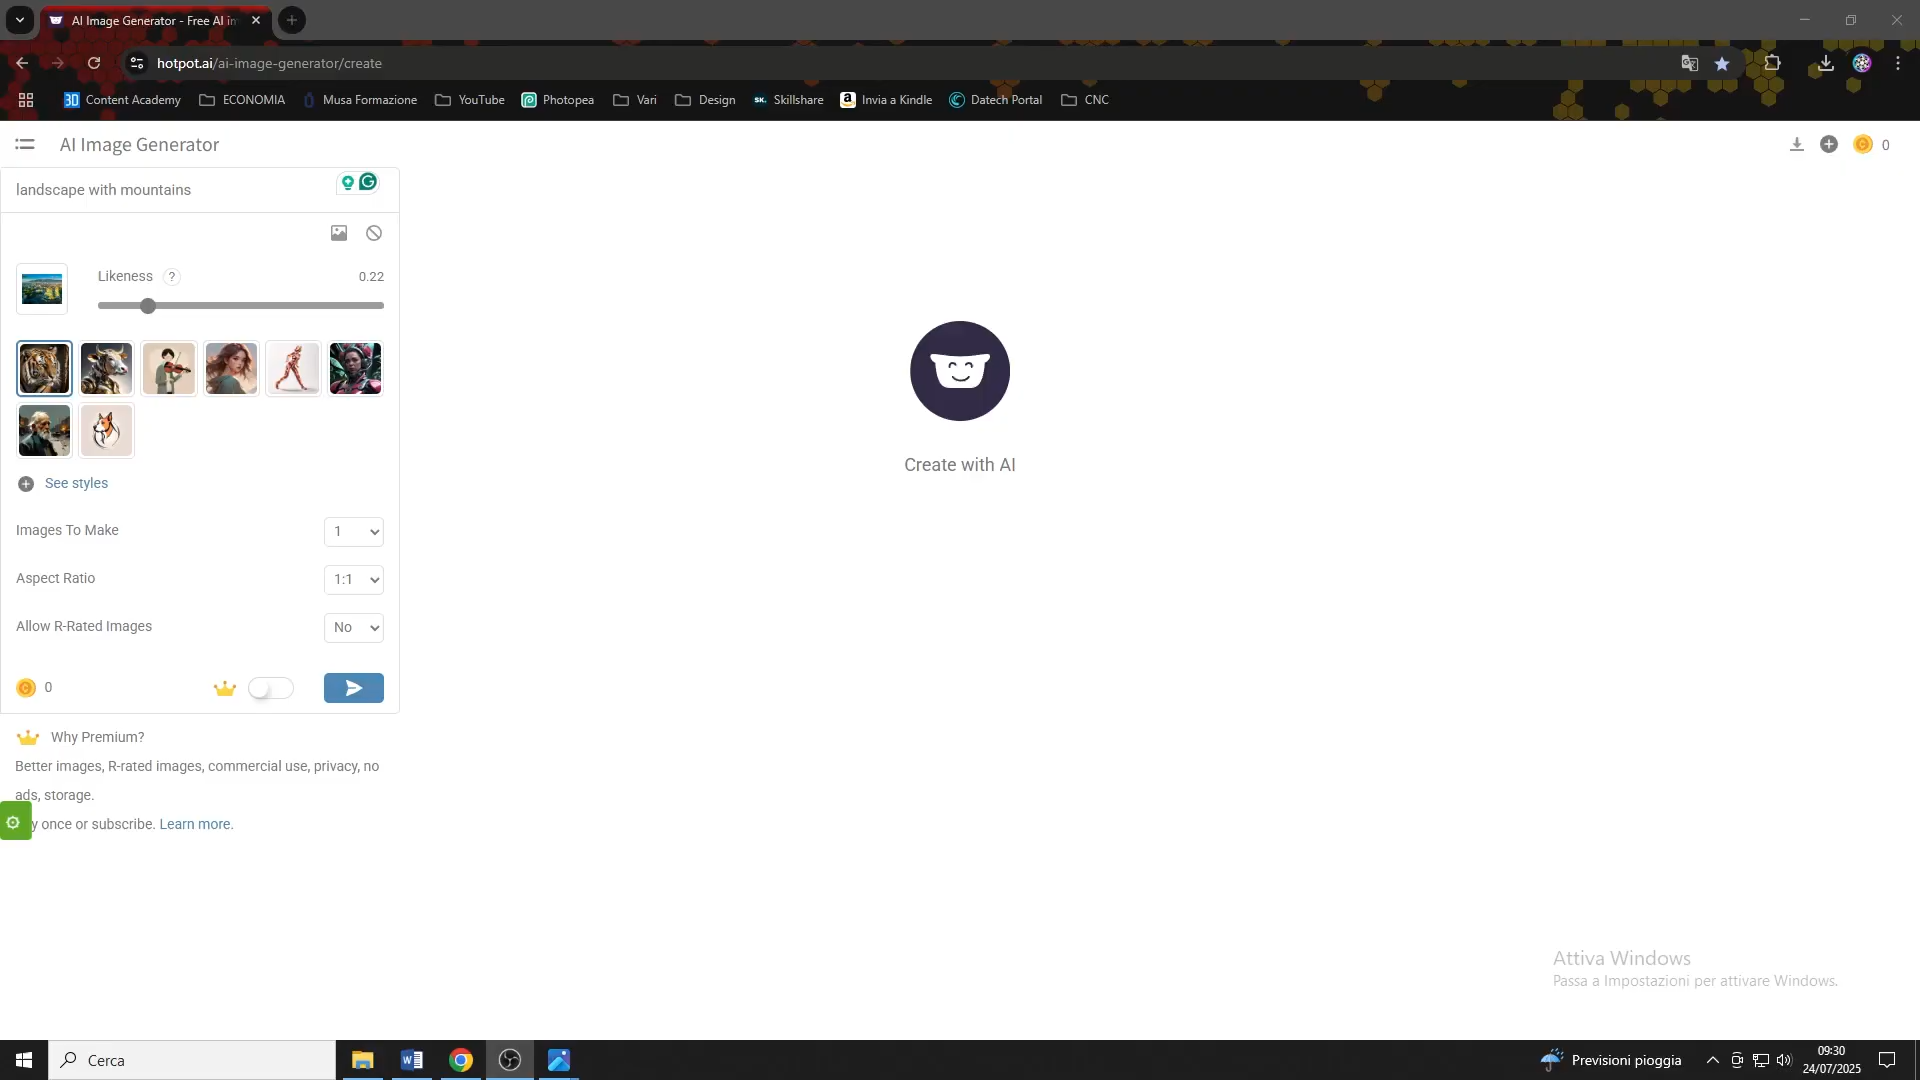 AI Image Generator - Free AI im
hotpot.ai/ai-image-generator/create
3D Content Academy ECONOMIA Musa Formazione YouTube Photopea Vari Design SK. Skillshare a Invia a Kindle Datech Portal CNC
AI Image Generator
0
landscape with mountains
Likeness ? 0.22
See styles
Create with AI
Images To Make 1
Aspect Ratio 1:1
Allow R-Rated Images No
0
Why Premium?
Better images, R-rated images, commercial use, privacy, no
ads, storage.
y once or subscribe. Learn more.
Attiva Windows
Passa a Impostazioni per attivare Windows.
Cerca
Previsioni pioggia
09:30
24/07/2025